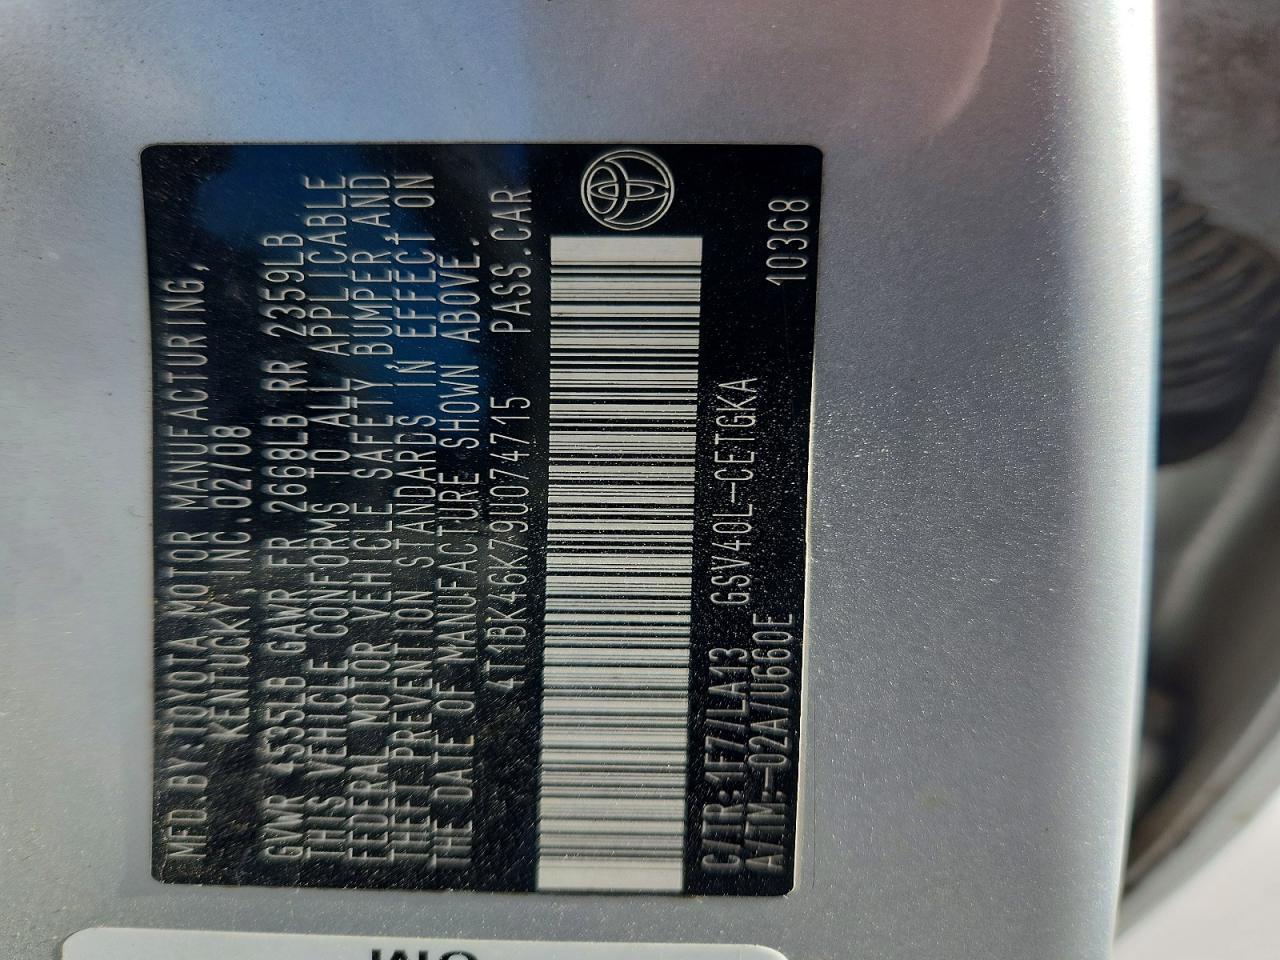 MFD.BY:TOYOTA MOTOR MANUFACTURING,
KENTUCKY, INC.02/08
GVWR 4535LB GAWR FR 2668LB RR 2359LB
THIS VEHICLE CONFORMS TO ALL APPLICABLE
FEDERAL MOTOR VEHICLE SAFETY, BUMPER, AND
THEFT PREVENTION STANDARDS IN EFFECT ON
THE DATE OF MANUFACTURE SHOWN ABOVE.
4T1BK46K79U074715 PASS.CAR
C/TR:1F7/LA13 GSV40L-CETGKA
A/TM:-02A/U660E 10368